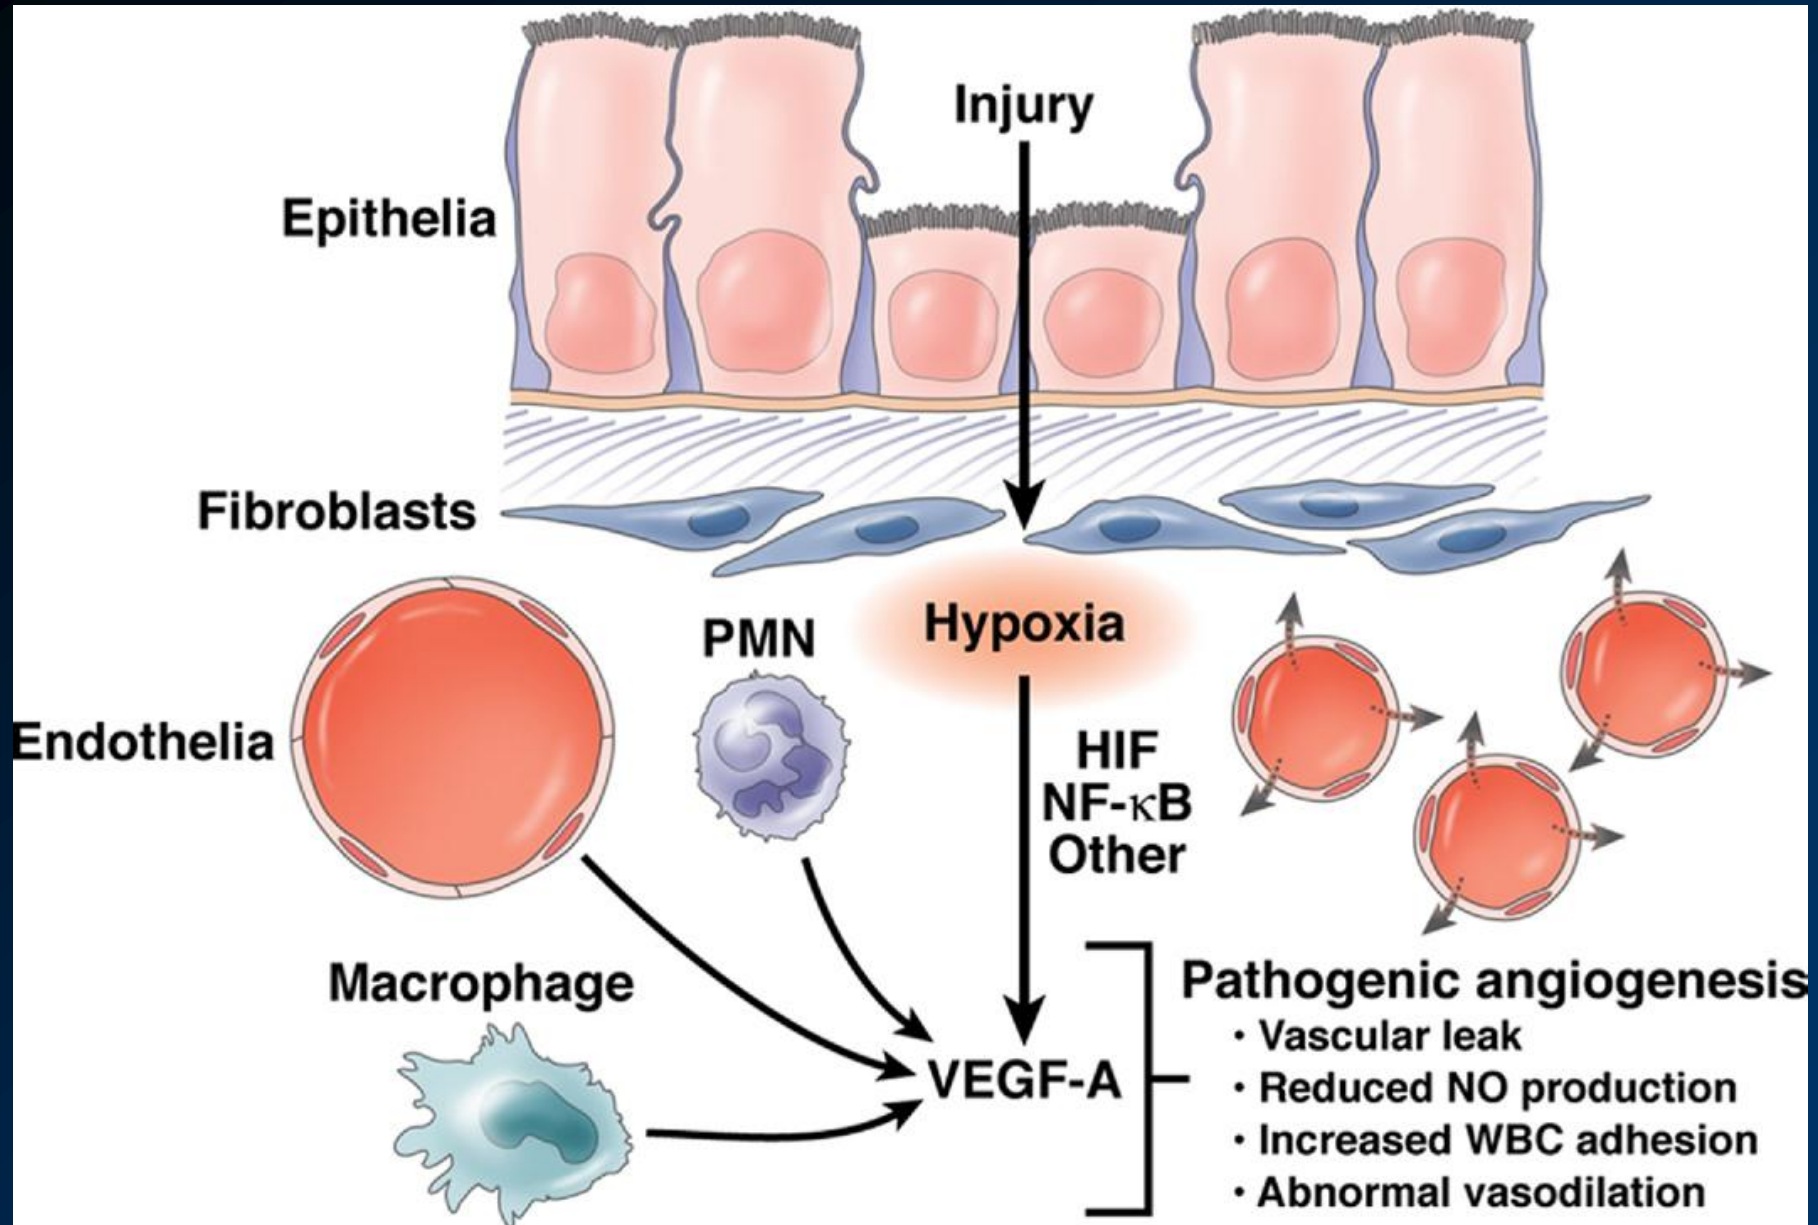 Injury
Epithelia
Fibroblasts
Hypoxia
PMN
Endothelia
HIF
NF-κB
Other
Macrophage
VEGF-A
Pathogenic angiogenesis
• Vascular leak
• Reduced NO production
• Increased WBC adhesion
• Abnormal vasodilation